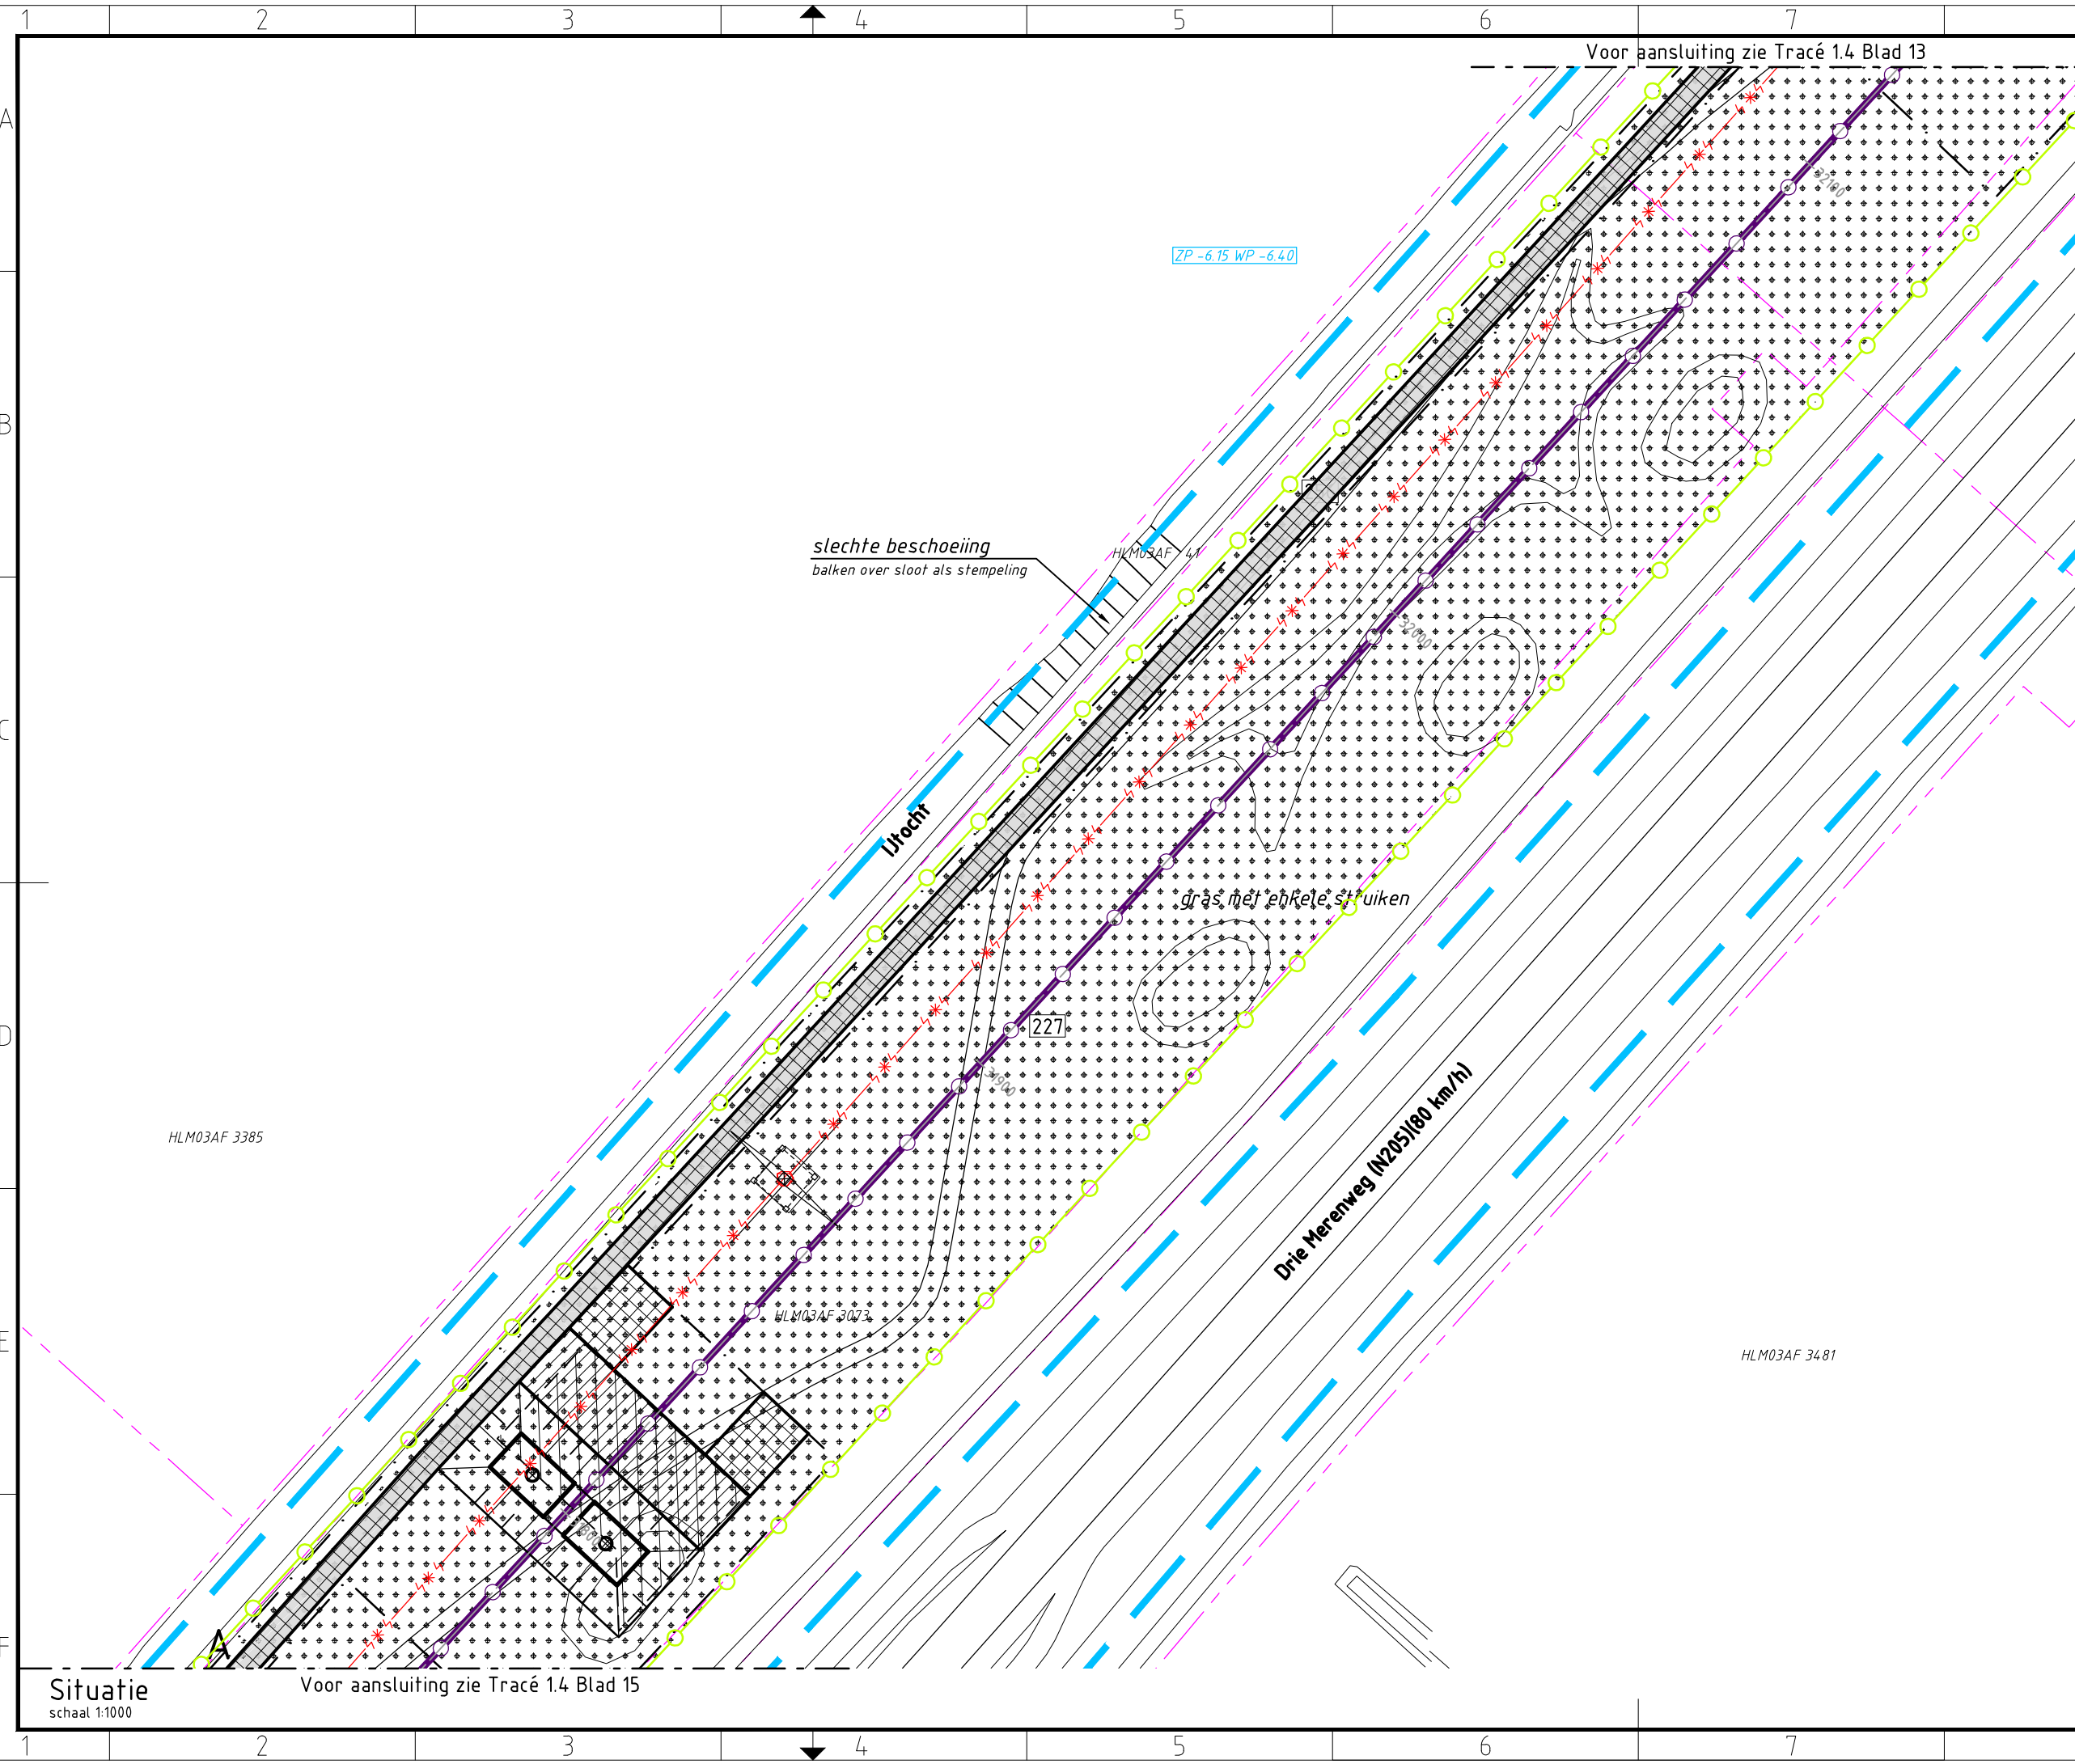 1 2 3 4 5 6 7
Voor aansluiting zie Tracé 1.4 Blad 13
A
32100
ZP -6.15 WP -6.40
B
slechte beschoeiing
balken over sloot als stempeling
HLM03AF 41
32000
C
IJtocht
gras met enkele struiken
227
D
31900
Drie Merenweg (N205)(80 km/h)
HLM03AF 3385
HLM03AF 3073
E
HLM03AF 3481
F
A
Situatie
schaal 1:1000
Voor aansluiting zie Tracé 1.4 Blad 15
1 2 3 4 5 6 7